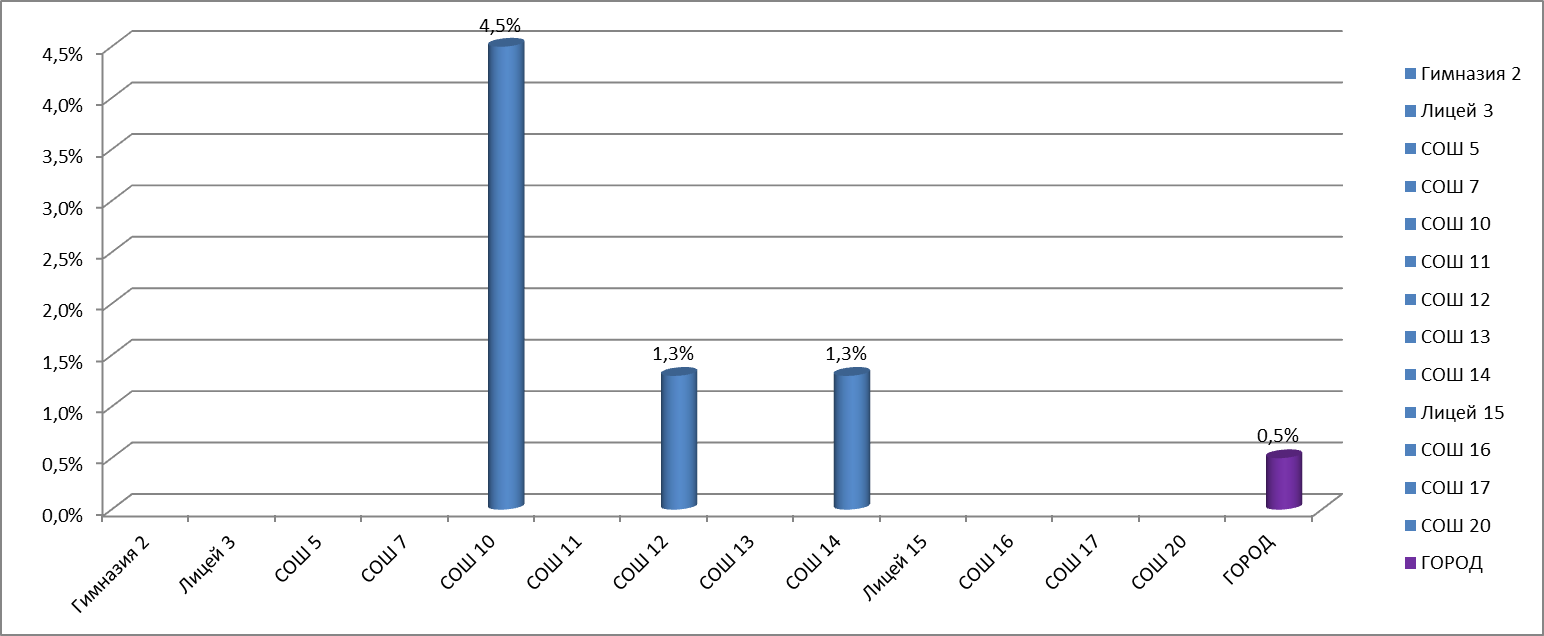 4,5%
4,5%
4,0%
3,5%
3,0%
2,5%
2,0%
1,5%
1,0%
0,5%
0,0%
1,3%
1,3%
0,5%
Гимназия 2
Лицей 3
СОШ 5
СОШ 7
СОШ 10
СОШ 11
СОШ 12
СОШ 13
СОШ 14
Лицей 15
СОШ 16
СОШ 17
СОШ 20
ГОРОД
Гимназия 2
Лицей 3
СОШ 5
СОШ 7
СОШ 10
СОШ 11
СОШ 12
СОШ 13
СОШ 14
Лицей 15
СОШ 16
СОШ 17
СОШ 20
ГОРОД